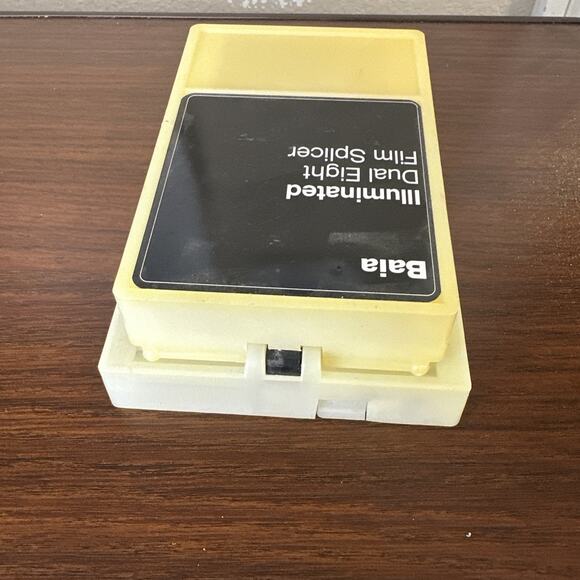 Baia
Illuminated
Dual Eight
Film Splicer